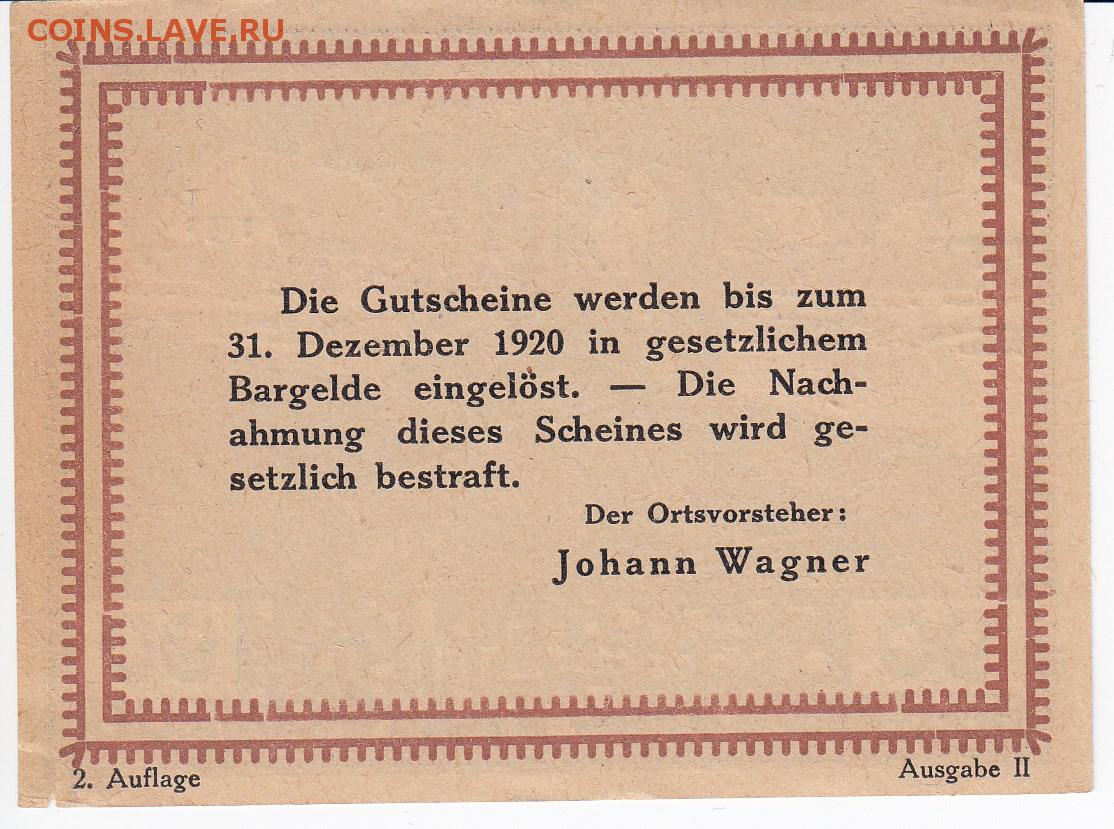 COINS.LAVE.RU
Die Gutscheine werden bis zum
31. Dezember 1920 in gesetzlichem
Bargelde eingelöst. — Die Nach-
ahmung dieses Scheines wird ge-
setzlich bestraft.
Der Ortsvorsteher:
Johann Wagner
2. Auflage
Ausgabe II